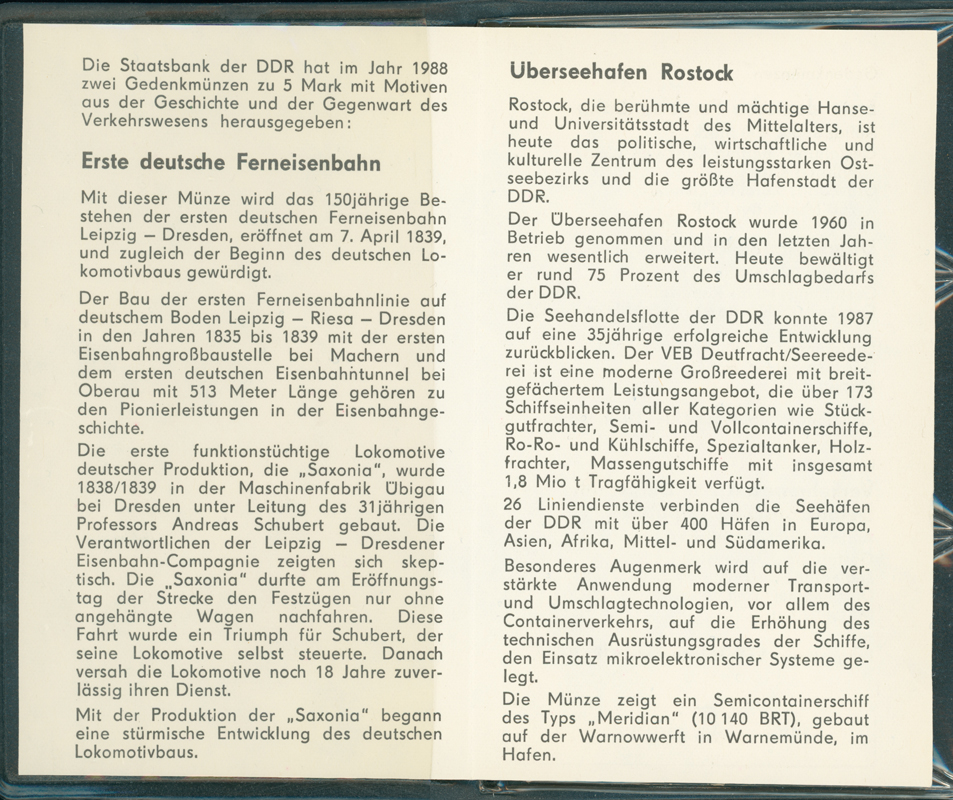 Die Staatsbank der DDR hat im Jahr 1988
zwei Gedenkmünzen zu 5 Mark mit Motiven
aus der Geschichte und der Gegenwart des
Verkehrswesens herausgegeben:
Erste deutsche Ferneisenbahn
Mit dieser Münze wird das 150jährige Be-
stehen der ersten deutschen Ferneisenbahn
Leipzig – Dresden, eröffnet am 7. April 1839,
und zugleich der Beginn des deutschen Lo-
komotivbaus gewürdigt.
Der Bau der ersten Ferneisenbahnlinie auf
deutschem Boden Leipzig – Riesa – Dresden
in den Jahren 1835 bis 1839 mit der ersten
Eisenbahngroßbaustelle bei Machern und
dem ersten deutschen Eisenbahntunnel bei
Oberau mit 513 Meter Länge gehören zu
den Pionierleistungen in der Eisenbahnge-
schichte.
Die erste funktionstüchtige Lokomotive
deutscher Produktion, die „Saxonia“, wurde
1838/1839 in der Maschinenfabrik Übigau
bei Dresden unter Leitung des 31jährigen
Professors Andreas Schubert gebaut. Die
Verantwortlichen der Leipzig – Dresdener
Eisenbahn-Compagnie zeigten sich skep-
tisch. Die „Saxonia“ durfte am Eröffnungs-
tag der Strecke den Festzügen nur ohne
angehängte Wagen nachfahren. Diese
Fahrt wurde ein Triumph für Schubert, der
seine Lokomotive selbst steuerte. Danach
versah die Lokomotive noch 18 Jahre zuver-
lässig ihren Dienst.
Mit der Produktion der „Saxonia“ begann
eine stürmische Entwicklung des deutschen
Lokomotivbaus.
Überseehafen Rostock
Rostock, die berühmte und mächtige Hanse-
und Universitätsstadt des Mittelalters, ist
heute das politische, wirtschaftliche und
kulturelle Zentrum des leistungsstarken Ost-
seebezirks und die größte Hafenstadt der
DDR.
Der Überseehafen Rostock wurde 1960 in
Betrieb genommen und in den letzten Jah-
ren wesentlich erweitert. Heute bewältigt
er rund 75 Prozent des Umschlagbedarfs
der DDR.
Die Seehandelsflotte der DDR konnte 1987
auf eine 35jährige erfolgreiche Entwicklung
zurückblicken. Der VEB Deutfracht/Seereede-
rei ist eine moderne Großreederei mit breit-
gefächertem Leistungsangebot, die über 173
Schiffseinheiten aller Kategorien wie Stück-
gutfrachter, Semi- und Vollcontainerschiffe,
Ro-Ro- und Kühlschiffe, Spezialtanker, Holz-
frachter, Massengutschiffe mit insgesamt
1,8 Mio t Tragfähigkeit verfügt.
26 Liniendienste verbinden die Seehäfen
der DDR mit über 400 Häfen in Europa,
Asien, Afrika, Mittel- und Südamerika.
Besonderes Augenmerk wird auf die ver-
stärkte Anwendung moderner Transport-
und Umschlagtechnologien, vor allem des
Containerverkehrs, auf die Erhöhung des
technischen Ausrüstungsgrades der Schiffe,
den Einsatz mikroelektronischer Systeme ge-
legt.
Die Münze zeigt ein Semicontainerschiff
des Typs „Meridian“ (10 140 BRT), gebaut
auf der Warnowwerft in Warnemünde, im
Hafen.